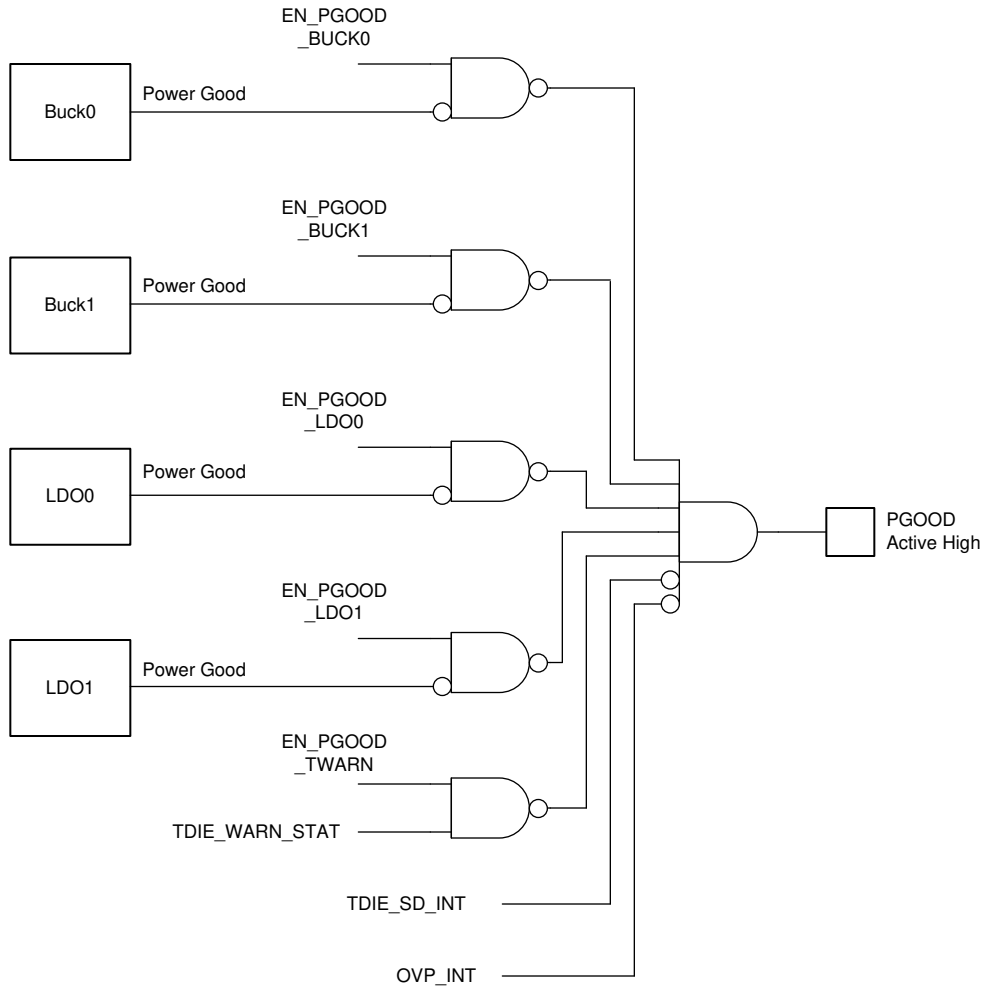 EN_PGOOD
_BUCK0
Buck0
Power Good
EN_PGOOD
_BUCK1
Buck1
Power Good
EN_PGOOD
_LDO0
LDO0
Power Good
PGOOD
Active High
EN_PGOOD
_LDO1
LDO1
Power Good
EN_PGOOD
_TWARN
TDIE_WARN_STAT
TDIE_SD_INT
OVP_INT